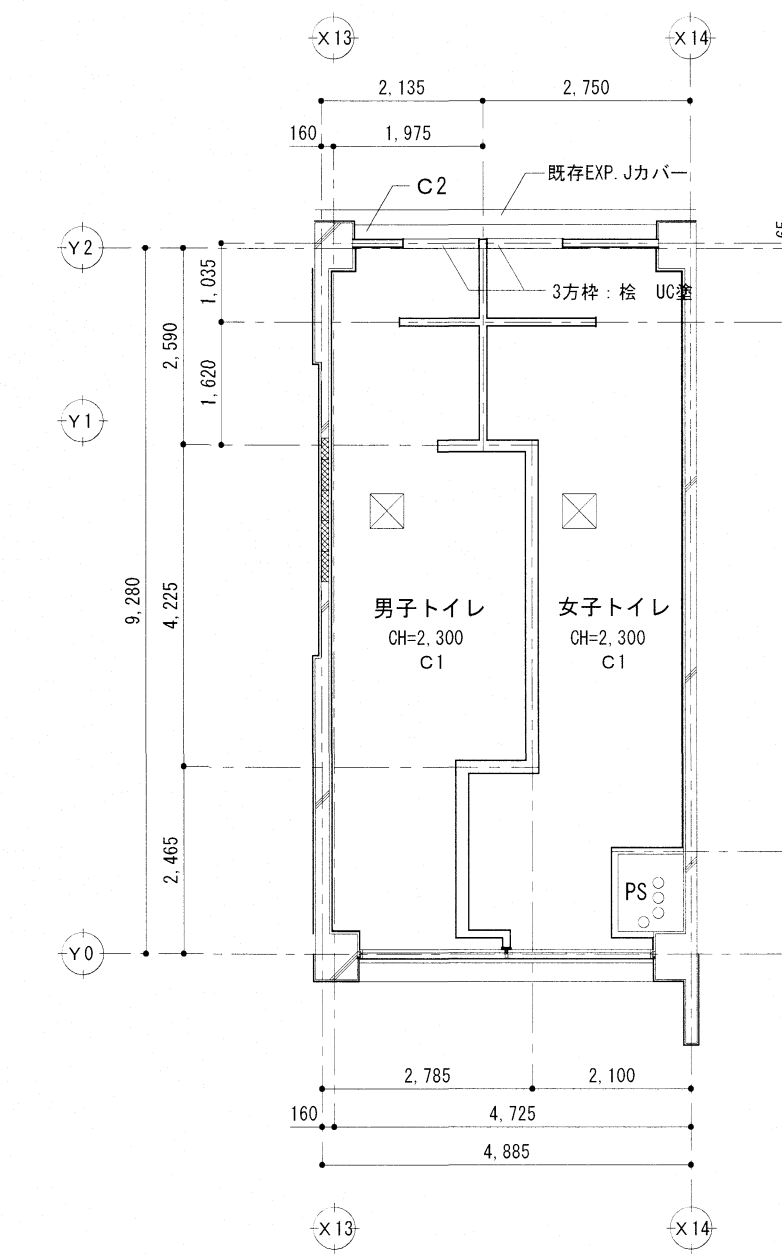 X13
X14
2,135
2,750
160
1,975
既存EXP.Jカバー
C2
Y2
1,035
3方枠：桧　UC塗
2,590
1,620
Y1
9,280
4,225
男子トイレ
CH=2,300
C1
女子トイレ
CH=2,300
C1
2,465
PS
Y0
2,785
2,100
160
4,725
4,885
X13
X14